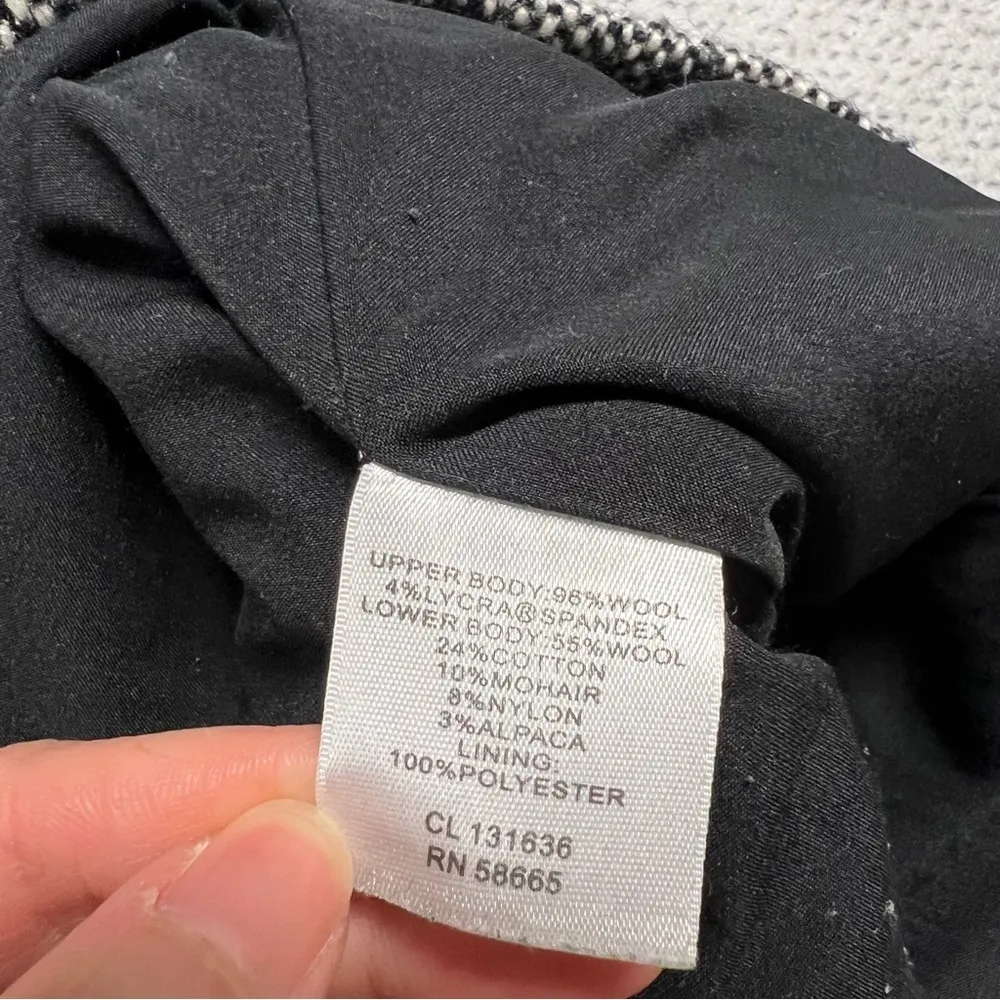 UPPER BODY:96%WOOL
4%LYCRA®SPANDEX
LOWER BODY:55%WOOL
24%COTTON
10%MOHAIR
8%NYLON
3%ALPACA
LINING:
100%POLYESTER
CL 131636
RN 58665